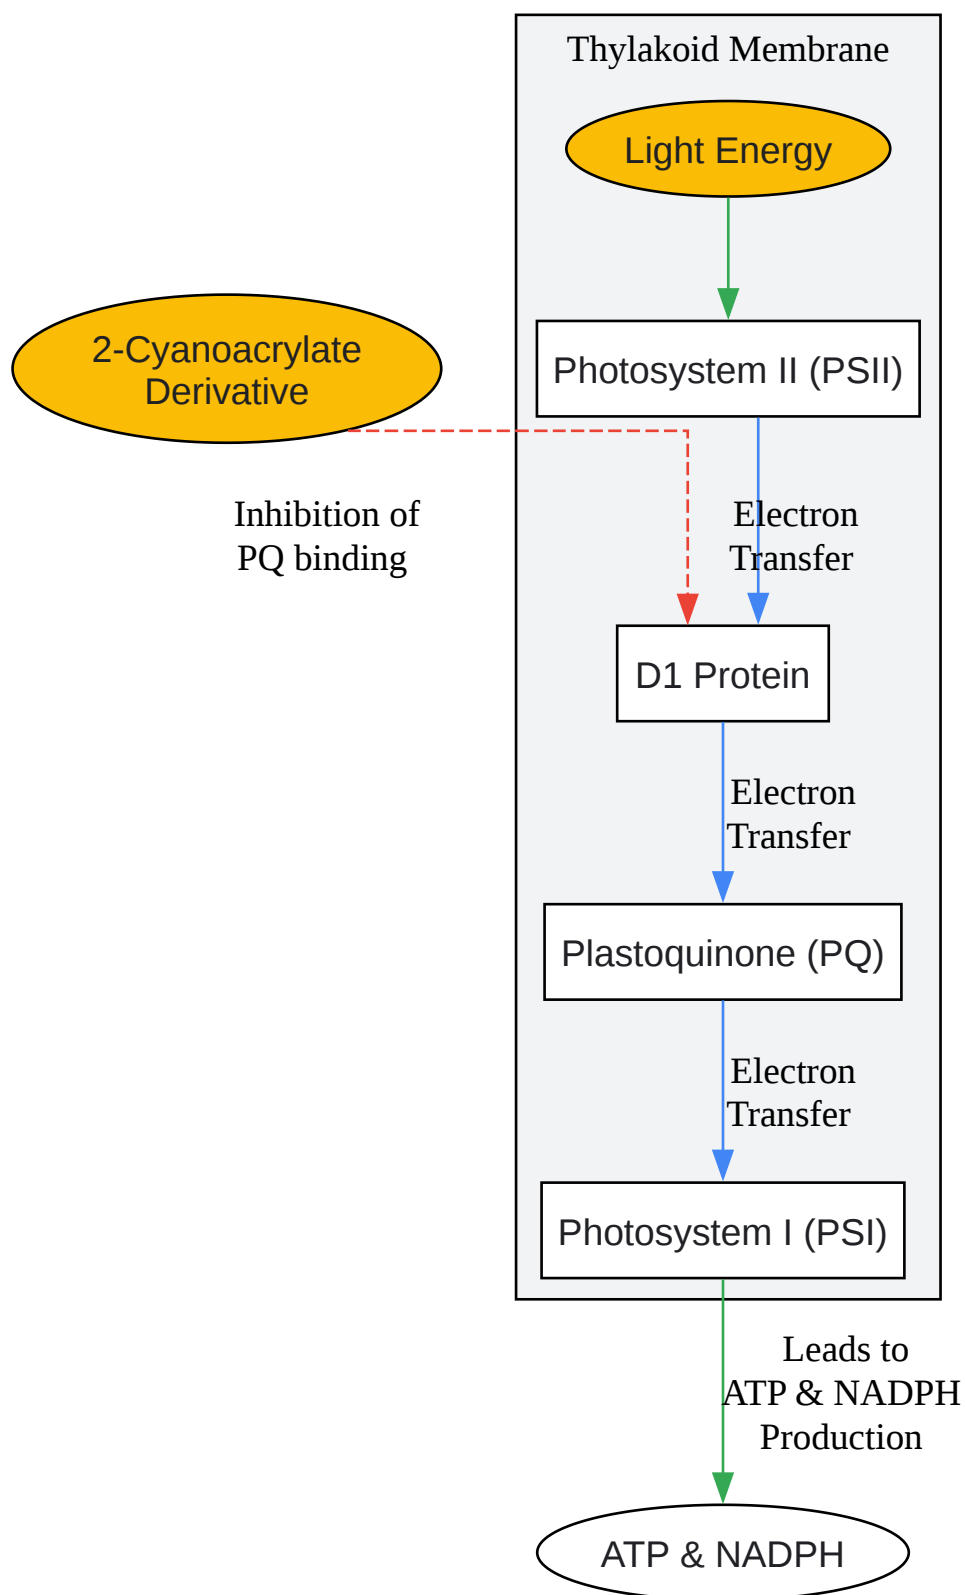 Thylakoid Membrane
Light Energy
2-Cyanoacrylate
Derivative
Photosystem II (PSII)
Inhibition of
PQ binding
Electron
Transfer
D1 Protein
Electron
Transfer
Plastoquinone (PQ)
Electron
Transfer
Photosystem I (PSI)
Leads to
ATP & NADPH
Production
ATP & NADPH